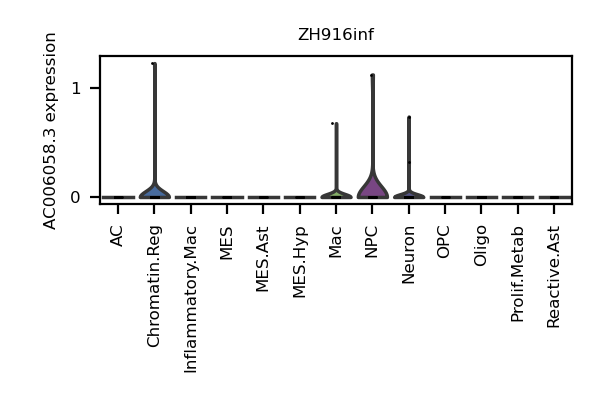 ZH916inf
AC006058.3 expression
1
0
AC
Chromatin.Reg
Inflammatory.Mac
MES
MES.Ast
MES.Hyp
Mac
NPC
Neuron
OPC
Oligo
Prolif.Metab
Reactive.Ast